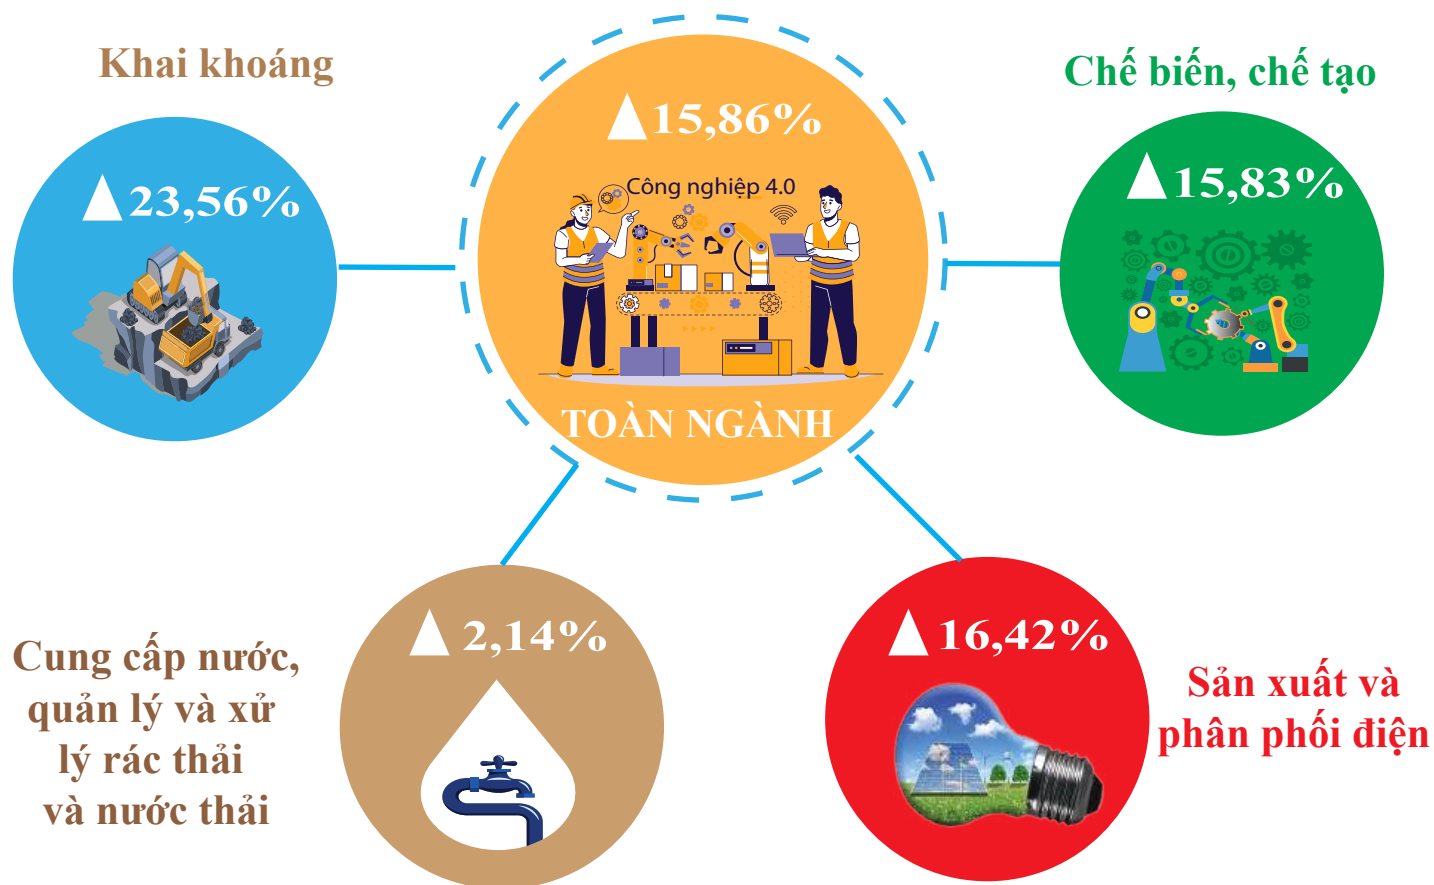 Khai khoáng
▲23,56%
▲15,86%
Công nghiệp 4.0
TOÀN NGÀNH
Chế biến, chế tạo
▲15,83%
Cung cấp nước,
quản lý và xử
lý rác thải
và nước thải
▲ 2,14%
▲16,42%
Sản xuất và
phân phối điện